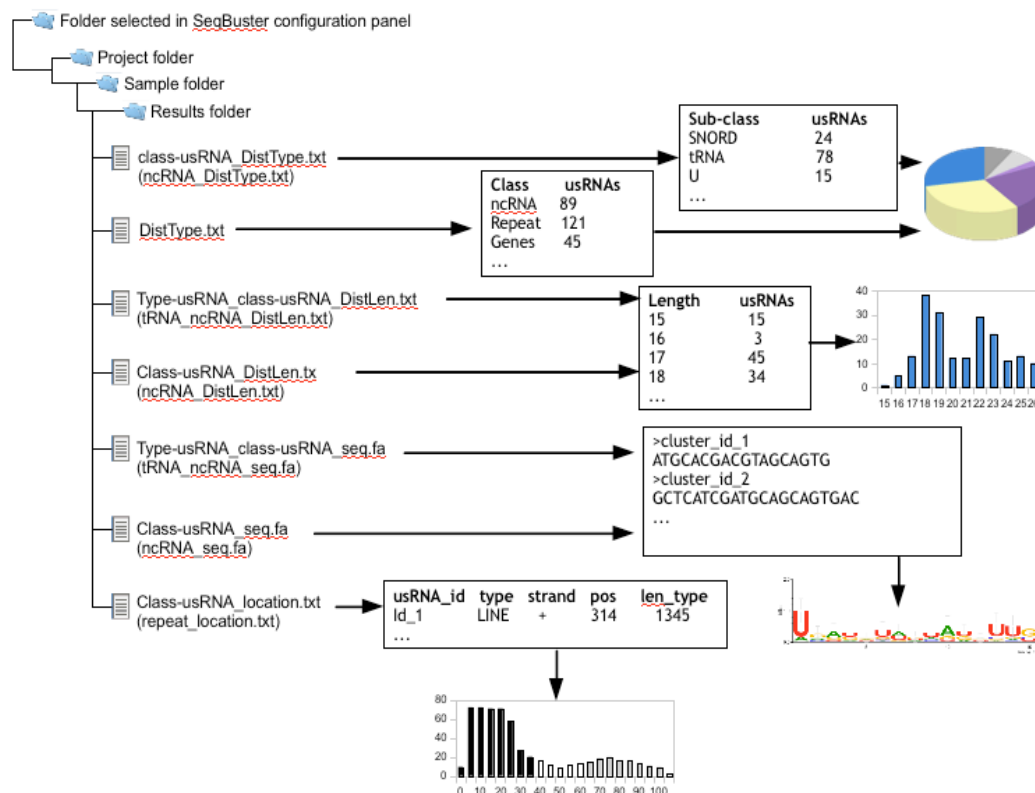 Folder selected in SeqBuster configuration panel
Project folder
Sample folder
Results folder
class-usRNA_DistType.txt
(ncRNA_DistType.txt)
Sub-class usRNAs
SNORD 24
tRNA 78
U 15
...
DistType.txt
Class usRNAs
ncRNA 89
Repeat 121
Genes 45
...
Type-usRNA_class-usRNA_DistLen.txt
(tRNA_ncRNA_DistLen.txt)
Class-usRNA_DistLen.tx
(ncRNA_DistLen.txt)
Length usRNAs
15 15
16 3
17 45
18 34
...
40
30
20
10
0
15 16 17 18 19 20 21 22 23 24 25 26
Type-usRNA_class-usRNA_seq.fa
(tRNA_ncRNA_seq.fa)
Class-usRNA_seq.fa
(ncRNA_seq.fa)
>cluster_id_1
ATGCACGACGTAGCAGTG
>cluster_id_2
GCTCATCGATGCAGCAGTGAC
...
Class-usRNA_location.txt
(repeat_location.txt)
usRNA_id type strand pos len_type
Id_1 LINE + 314 1345
...
80
60
40
20
0
0 10 20 30 40 50 60 70 80 90 100